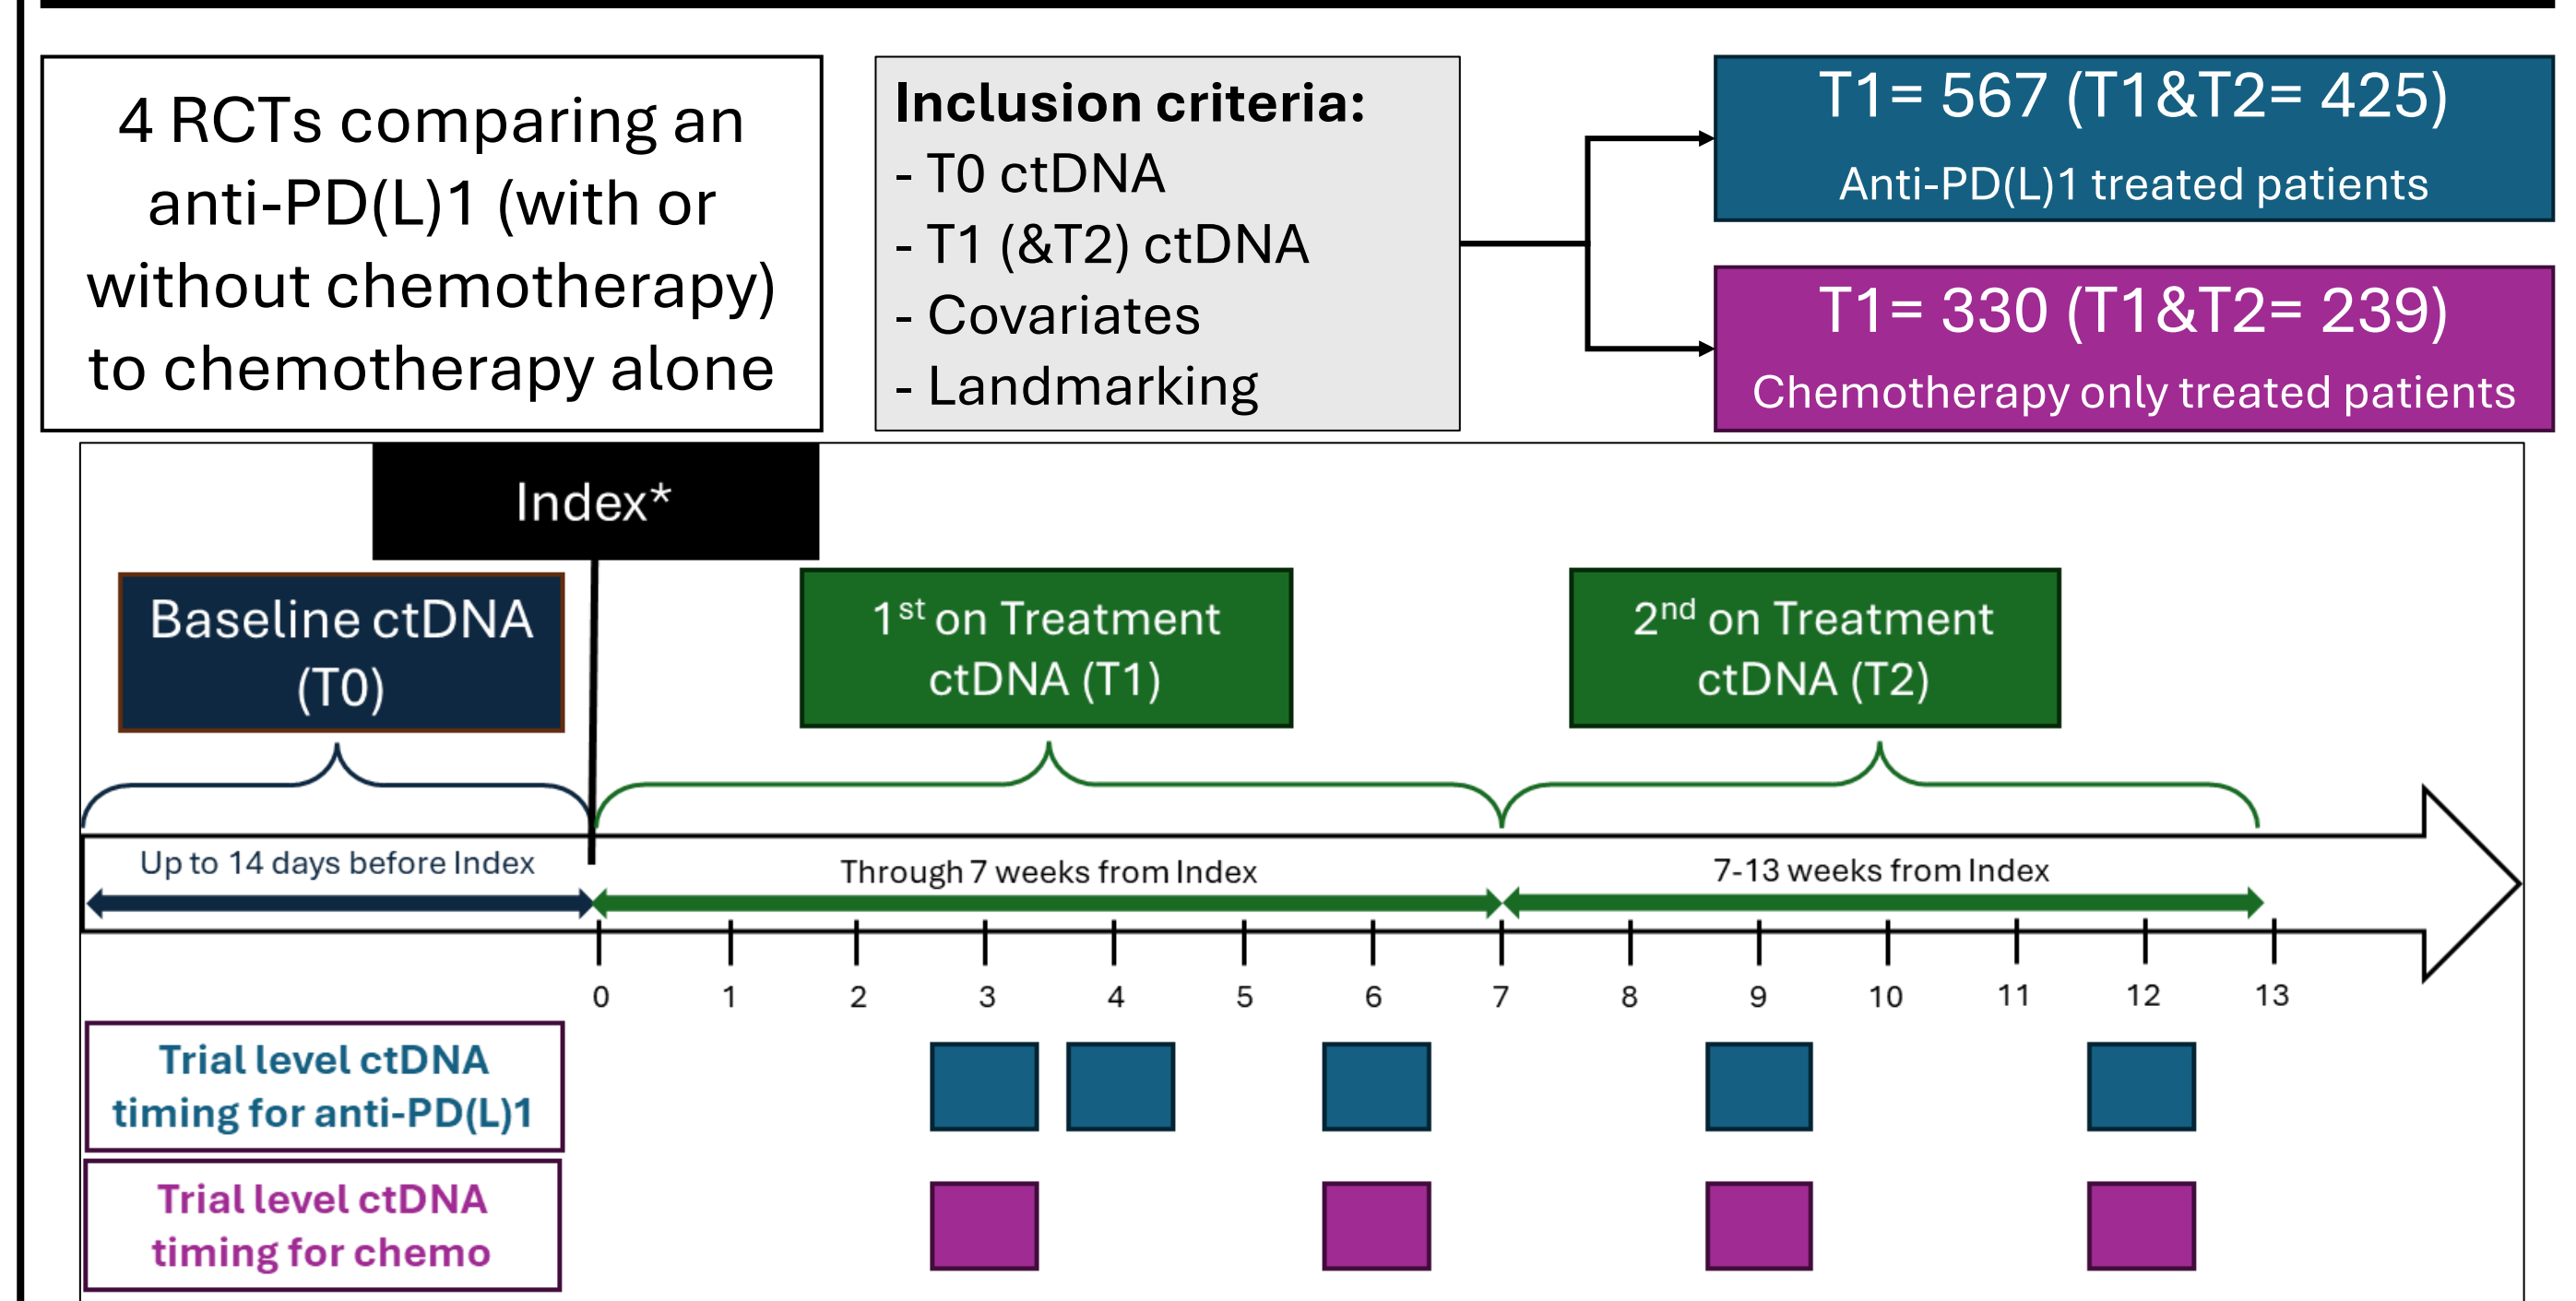 4 RCTs comparing an
anti-PD(L)1 (with or
without chemotherapy)
to chemotherapy alone
Inclusion criteria:
- T0 ctDNA
- T1 (&T2) ctDNA
- Covariates
- Landmarking
T1= 567 (T1&T2= 425)
Anti-PD(L)1 treated patients
T1= 330 (T1&T2= 239)
Chemotherapy only treated patients
Index*
Baseline ctDNA
(T0)
1st on Treatment
ctDNA (T1)
2nd on Treatment
ctDNA (T2)
Up to 14 days before Index
Through 7 weeks from Index
7-13 weeks from Index
0 1 2 3 4 5 6 7 8 9 10 11 12 13
Trial level ctDNA
timing for anti-PD(L)1
Trial level ctDNA
timing for chemo